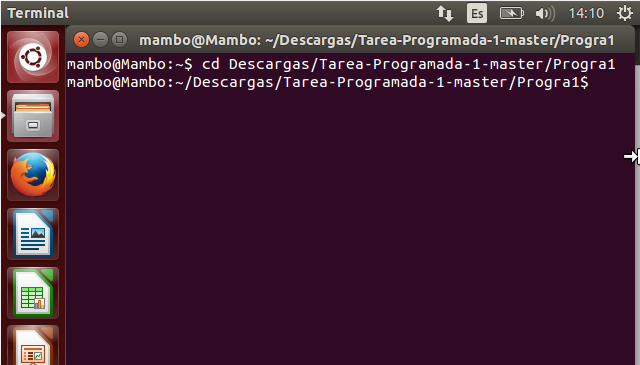 Terminal
Es
14:10
mambo@Mambo: ~/Descargas/Tarea-Programada-1-master/Progra1
mambo@Mambo:~$ cd Descargas/Tarea-Programada-1-master/Progra1
mambo@Mambo:~/Descargas/Tarea-Programada-1-master/Progra1$